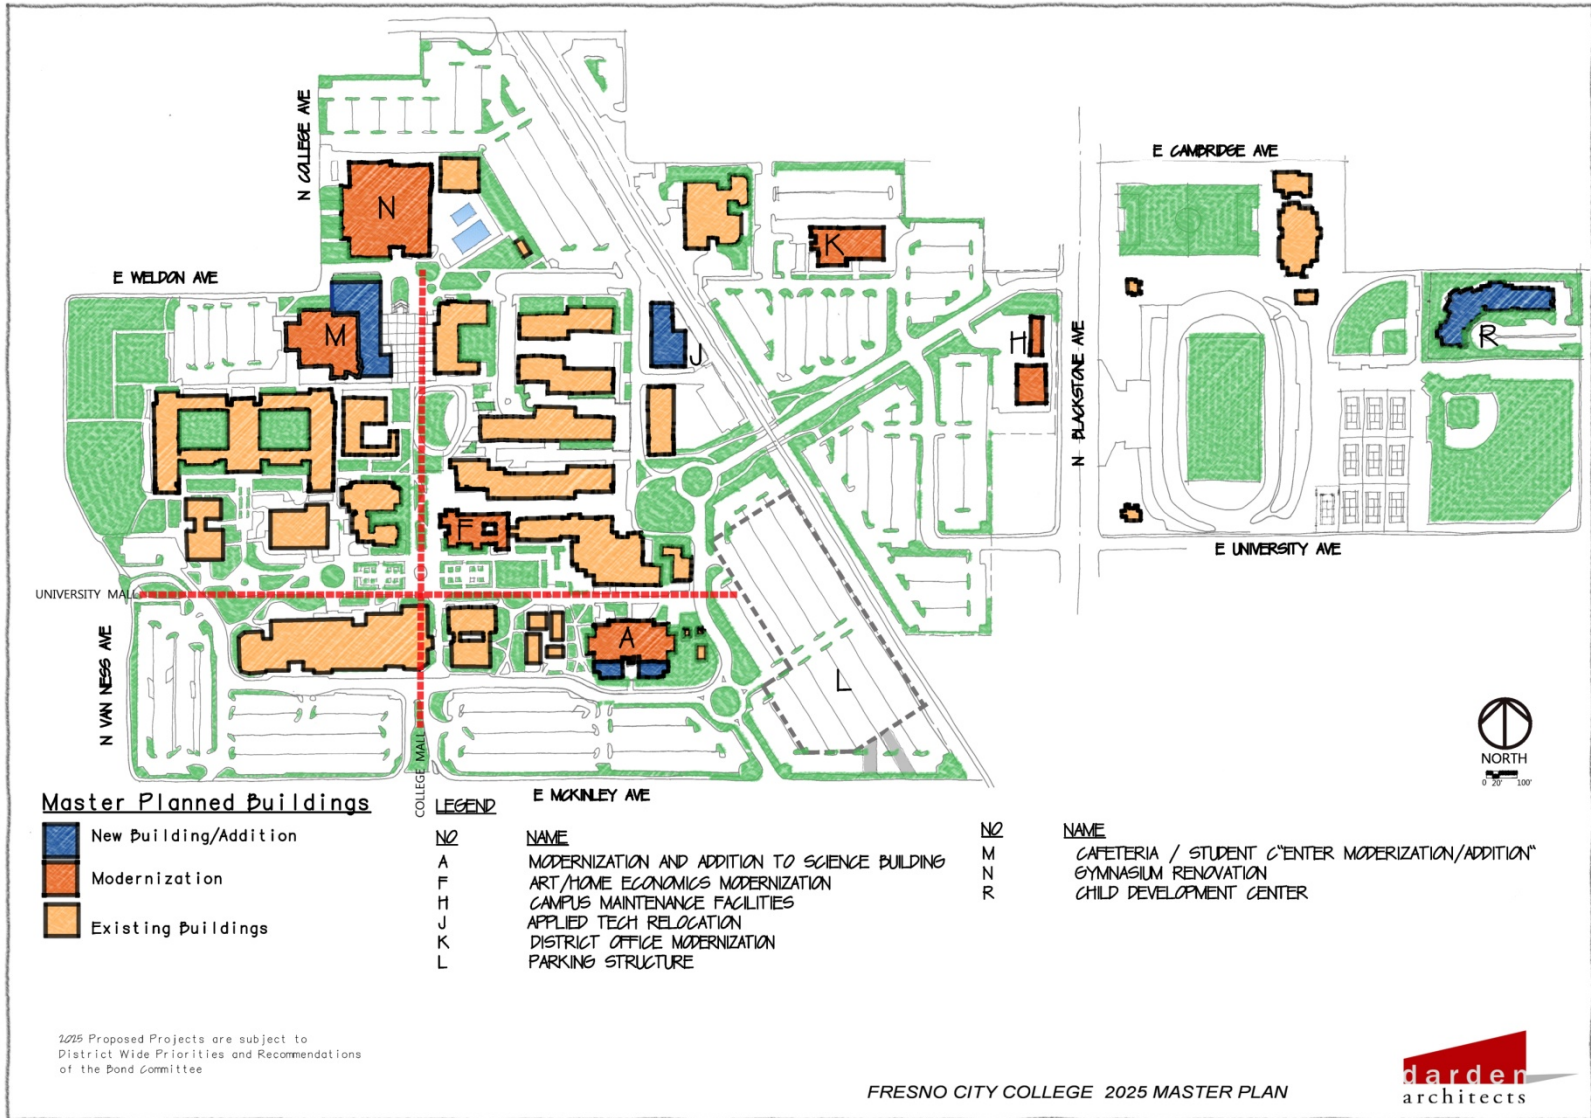 E CAMBRIDGE AVE
N COLLEGE AVE
N
K
E WELDON AVE
M
J
H
N BLACKSTONE AVE
R
F
E UNIVERSITY AVE
UNIVERSITY MALL
A
L
N VAN NESS AVE
COLLEGE MALL
NORTH
0 20' 100'
E MCKINLEY AVE
Master Planned Buildings
New Building/Addition
Modernization
Existing Buildings
LEGEND
NO NAME
A MODERNIZATION AND ADDITION TO SCIENCE BUILDING
F ART/HOME ECONOMICS MODERNIZATION
H CAMPUS MAINTENANCE FACILITIES
J APPLIED TECH RELOCATION
K DISTRICT OFFICE MODERNIZATION
L PARKING STRUCTURE
NO NAME
M CAFETERIA / STUDENT C"ENTER MODERIZATION/ADDITION"
N GYMNASIUM RENOVATION
R CHILD DEVELOPMENT CENTER
2025 Proposed Projects are subject to
District Wide Priorities and Recommendations
of the Bond Committee
FRESNO CITY COLLEGE 2025 MASTER PLAN
darden
architects